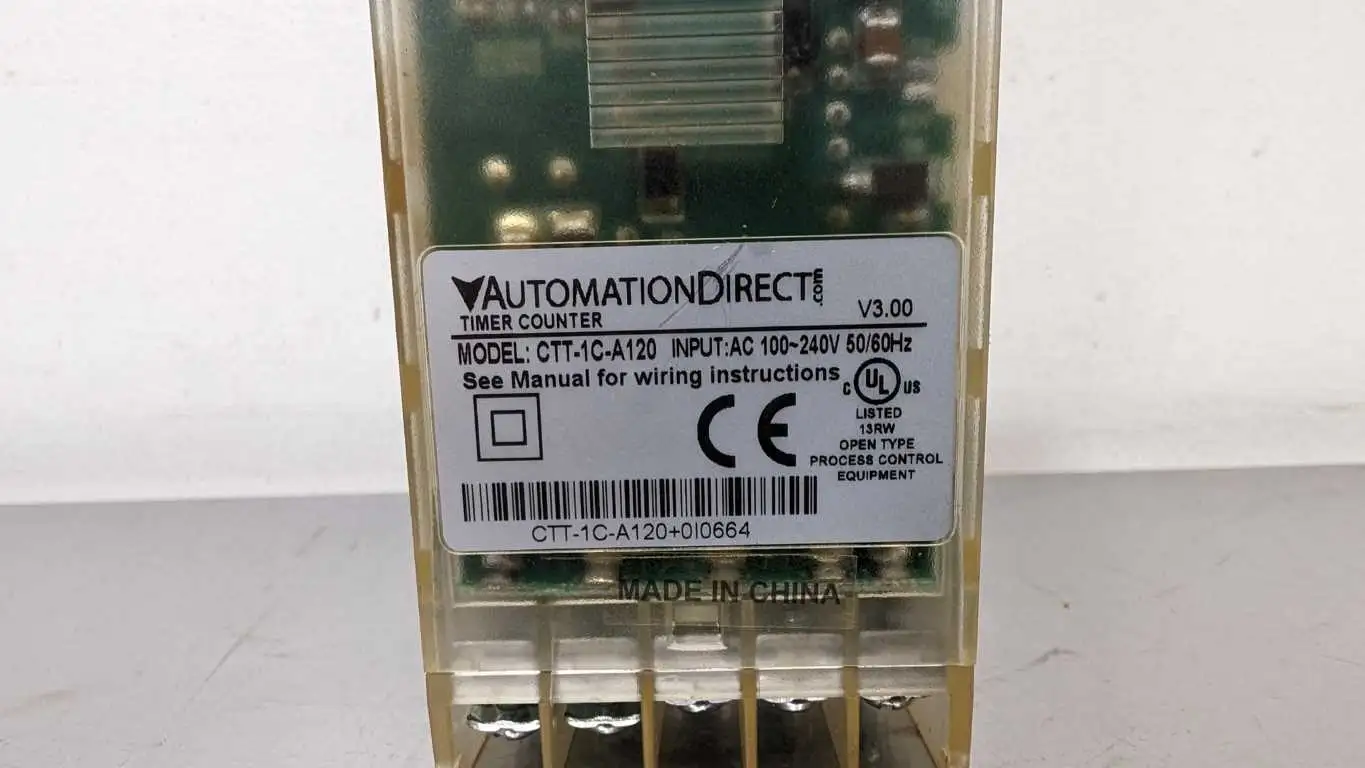 AUTOMATIONDIRECT.com
TIMER COUNTER
V3.00
MODEL: CTT-1C-A120 INPUT:AC 100~240V 50/60Hz
See Manual for wiring instructions
C UL US
LISTED
13RW
OPEN TYPE
PROCESS CONTROL
EQUIPMENT
CE
CTT-1C-A120+0I0664
MADE IN CHINA